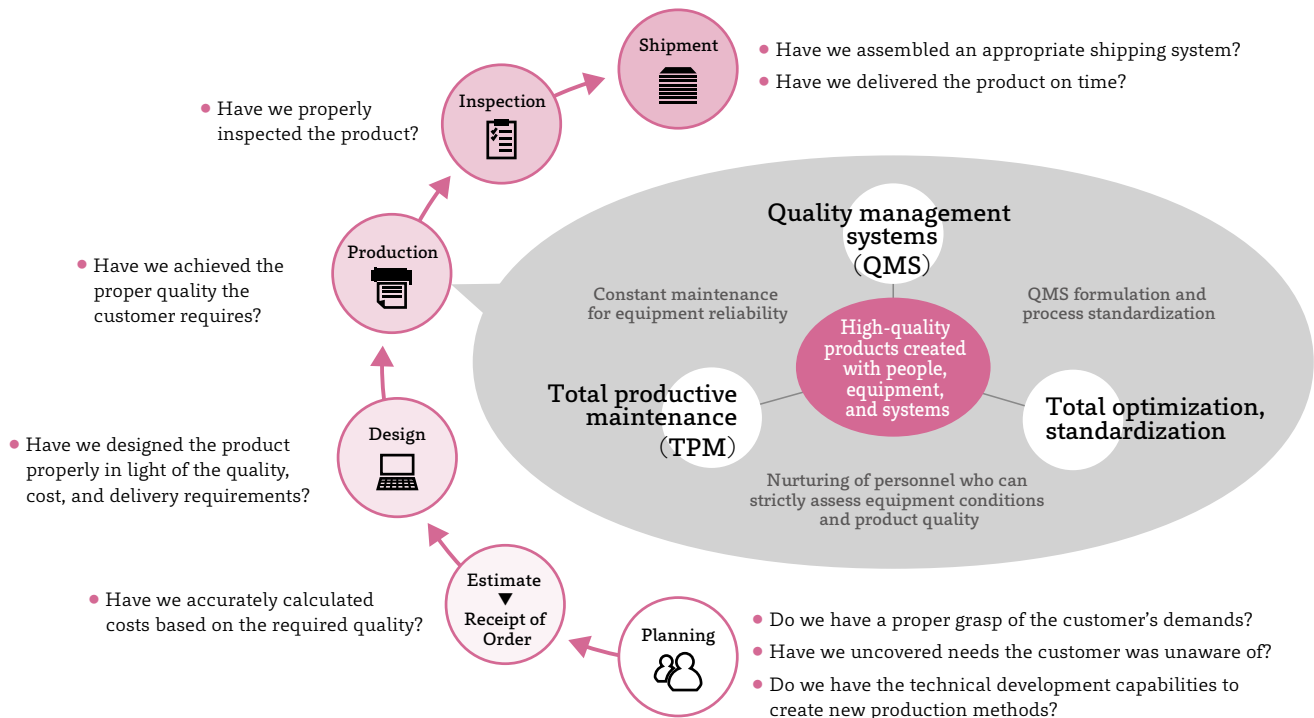 Shipment
Have we assembled an appropriate shipping system?
Have we delivered the product on time?
Inspection
Have we properly
inspected the product?
Production
Have we achieved the
proper quality the
customer requires?
Quality management
systems
(QMS)
Constant maintenance
for equipment reliability
QMS formulation and
process standardization
High-quality
products created
with people,
equipment,
and systems
Total productive
maintenance
(TPM)
Total optimization,
standardization
Nurturing of personnel who can
strictly assess equipment conditions
and product quality
Design
Have we designed the product
properly in light of the quality,
cost, and delivery requirements?
Estimate
▼
Receipt of
Order
Have we accurately calculated
costs based on the required quality?
Planning
Do we have a proper grasp of the customer’s demands?
Have we uncovered needs the customer was unaware of?
Do we have the technical development capabilities to
create new production methods?